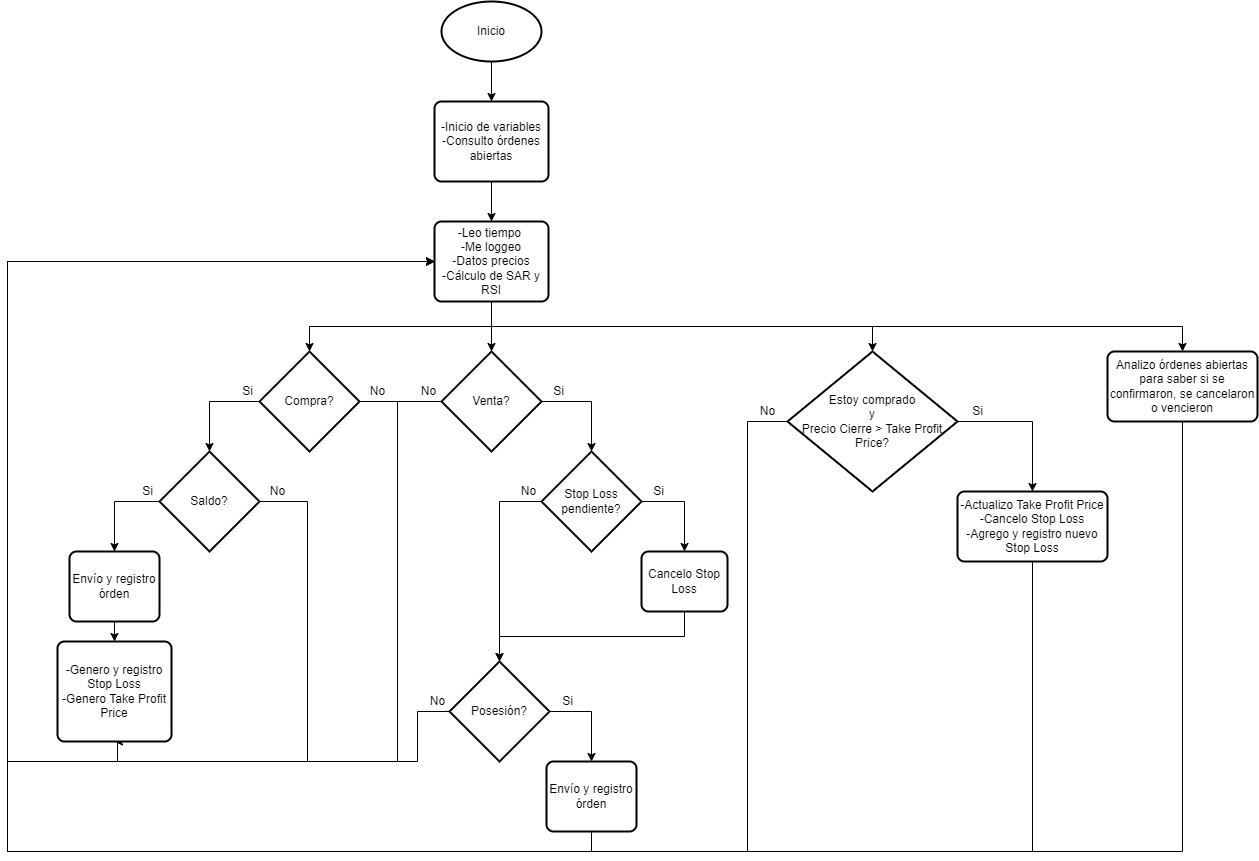 Inicio
-Inicio de variables
-Consulto órdenes
abiertas
-Leo tiempo
-Me loggeo
-Datos precios
-Cálculo de SAR y
RSI
Si
Compra?
No
No
Venta?
Si
No
Estoy comprado
y
Precio Cierre > Take Profit
Price?
Si
Analizo órdenes abiertas
para saber si se
confirmaron, se cancelaron
o vencieron
Si
Saldo?
No
No
Stop Loss
pendiente?
Si
-Actualizo Take Profit Price
-Cancelo Stop Loss
-Agrego y registro nuevo
Stop Loss
Envío y registro
órden
Cancelo Stop
Loss
-Genero y registro
Stop Loss
-Genero Take Profit
Price
No
Posesión?
Si
Envío y registro
órden